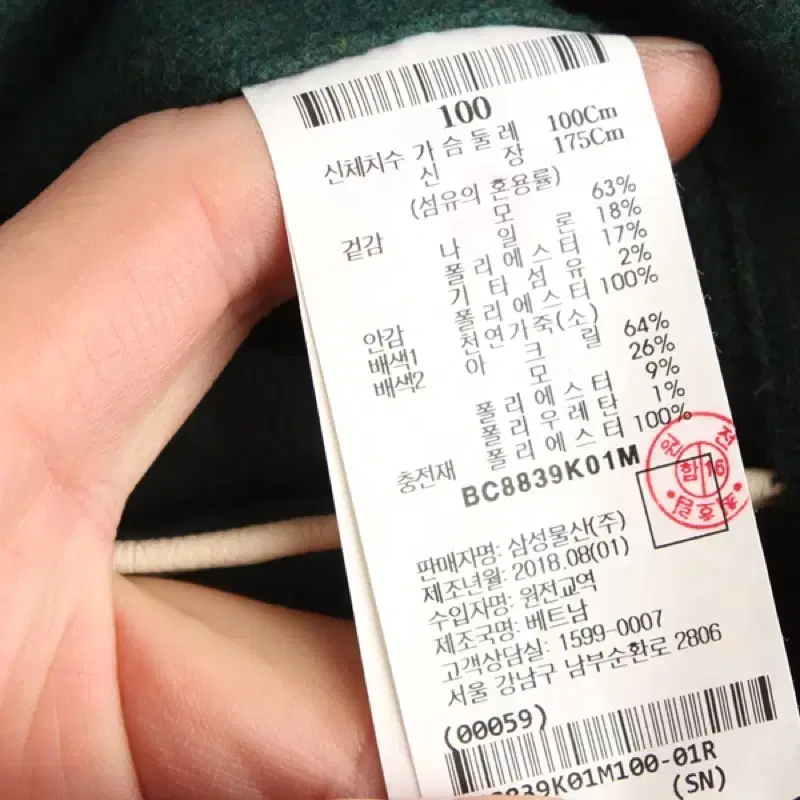 100
신체치수 가슴둘레 100Cm
신장 175Cm
(섬유의 혼용률)
겉감 모 63%
나일론 18%
폴리에스터 17%
기타섬유 2%
안감 폴리에스터 100%
배색1 천연가죽(소)
배색2 아크릴 64%
모 26%
폴리에스터 9%
폴리우레탄 1%
충전재 폴리에스터 100%
BC8839K01M
판매자명: 삼성물산(주)
제조년월: 2018.08(01)
수입자명: 원전교역
제조국명: 베트남
고객상담실: 1599-0007
서울 강남구 남부순환로 2806
(00059)
839K01M100-01R
(SN)
16